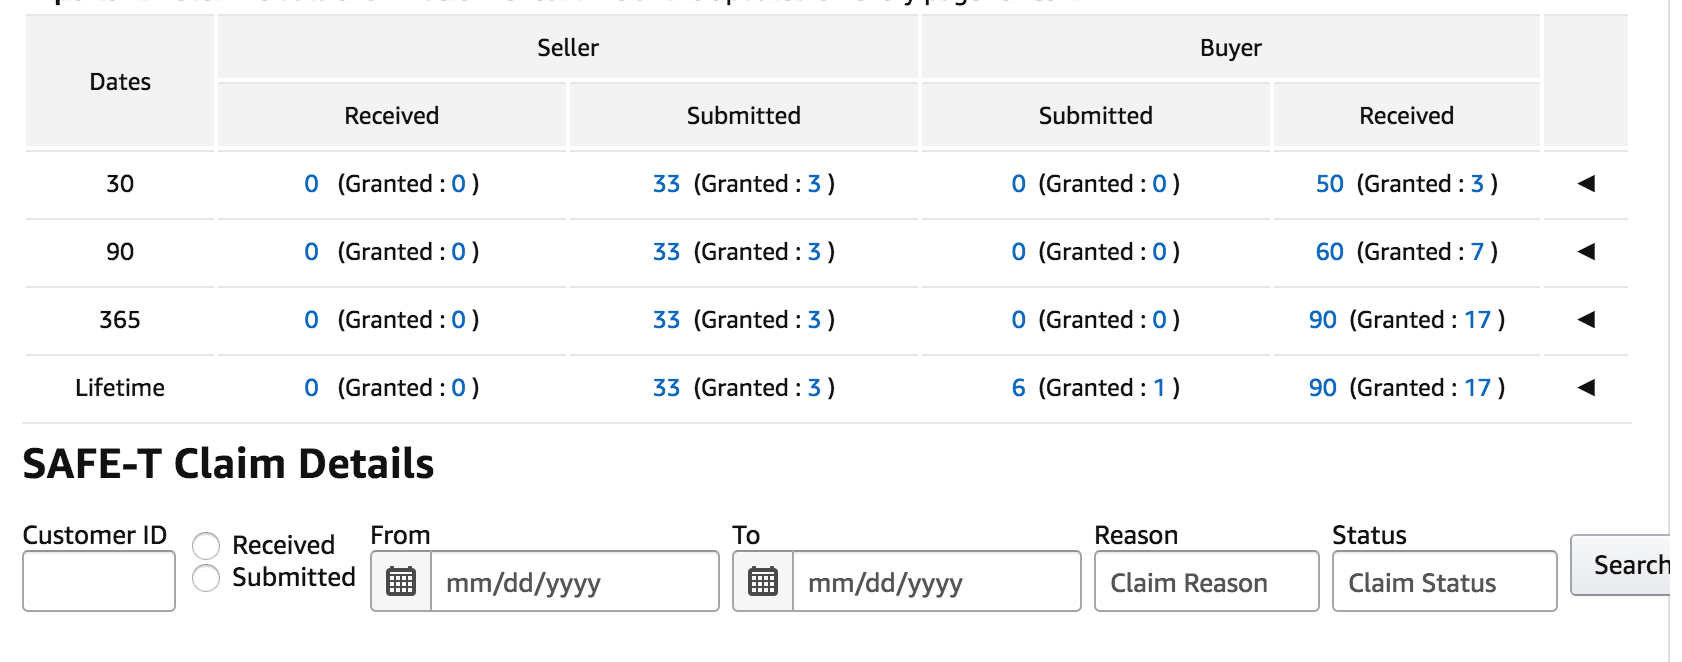 Seller Buyer
Dates
Received Submitted Submitted Received
30 0 (Granted : 0 ) 33 (Granted : 3 ) 0 (Granted : 0 ) 50 (Granted : 3 ) ◀
90 0 (Granted : 0 ) 33 (Granted : 3 ) 0 (Granted : 0 ) 60 (Granted : 7 ) ◀
365 0 (Granted : 0 ) 33 (Granted : 3 ) 0 (Granted : 0 ) 90 (Granted : 17 ) ◀
Lifetime 0 (Granted : 0 ) 33 (Granted : 3 ) 6 (Granted : 1 ) 90 (Granted : 17 ) ◀
SAFE-T Claim Details
Customer ID From To Reason Status
Received
Submitted
mm/dd/yyyy mm/dd/yyyy Claim Reason Claim Status Search